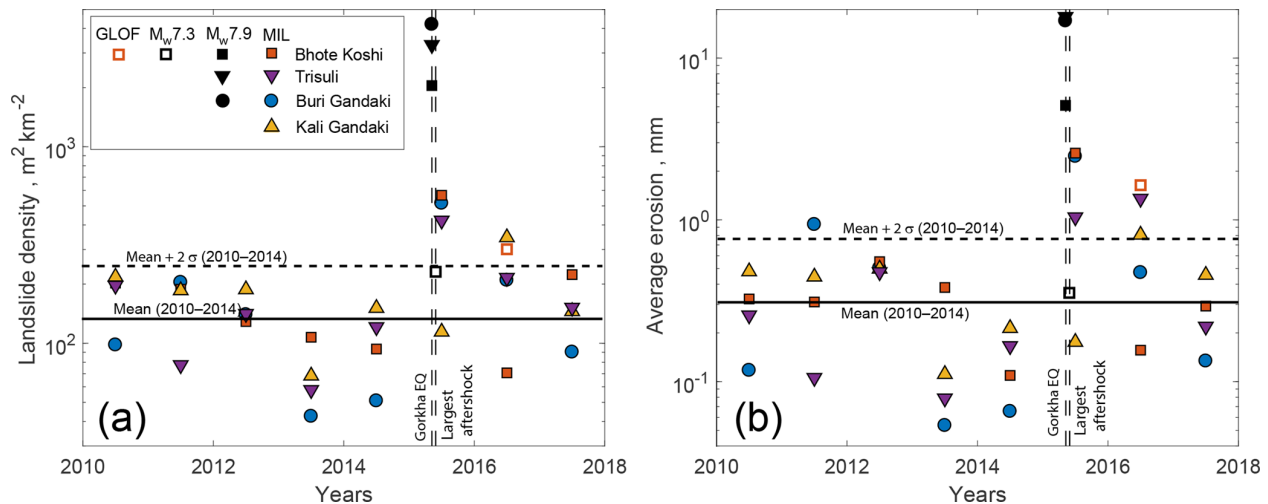 GLOF Mw7.3 Mw7.9 MIL
Bhote Koshi
Trisuli
Buri Gandaki
Kali Gandaki
Landslide density , m² km⁻²
10³
10²
Mean + 2 σ (2010–2014)
Mean (2010–2014)
Gorkha EQ
Largest
aftershock
(a)
2010 2012 2014 2016 2018
Years
Average erosion , mm
10¹
10⁰
10⁻¹
Mean + 2 σ (2010–2014)
Mean (2010–2014)
Gorkha EQ
Largest
aftershock
(b)
2010 2012 2014 2016 2018
Years